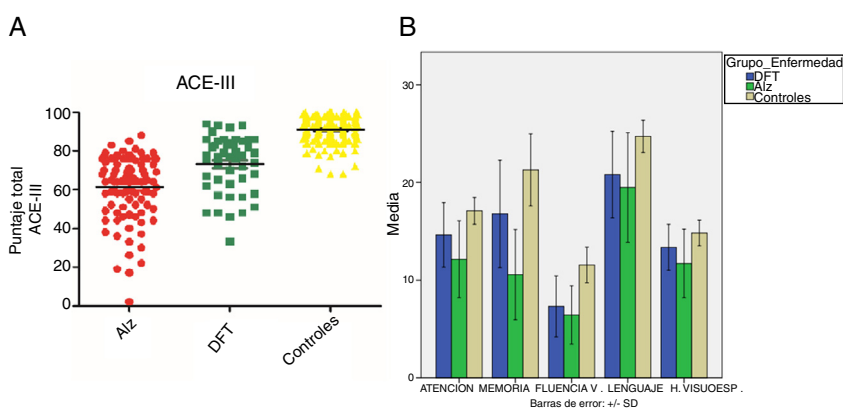 A
ACE-III
Puntaje total
ACE-III
100
80
60
40
20
0
Alz
DFT
Controles
B
Grupo_Enfermedad
DFT
Alz
Controles
Media
30
20
10
0
ATENCION MEMORIA FLUENCIA V . LENGUAJE H. VISUOESP .
Barras de error: +/- SD